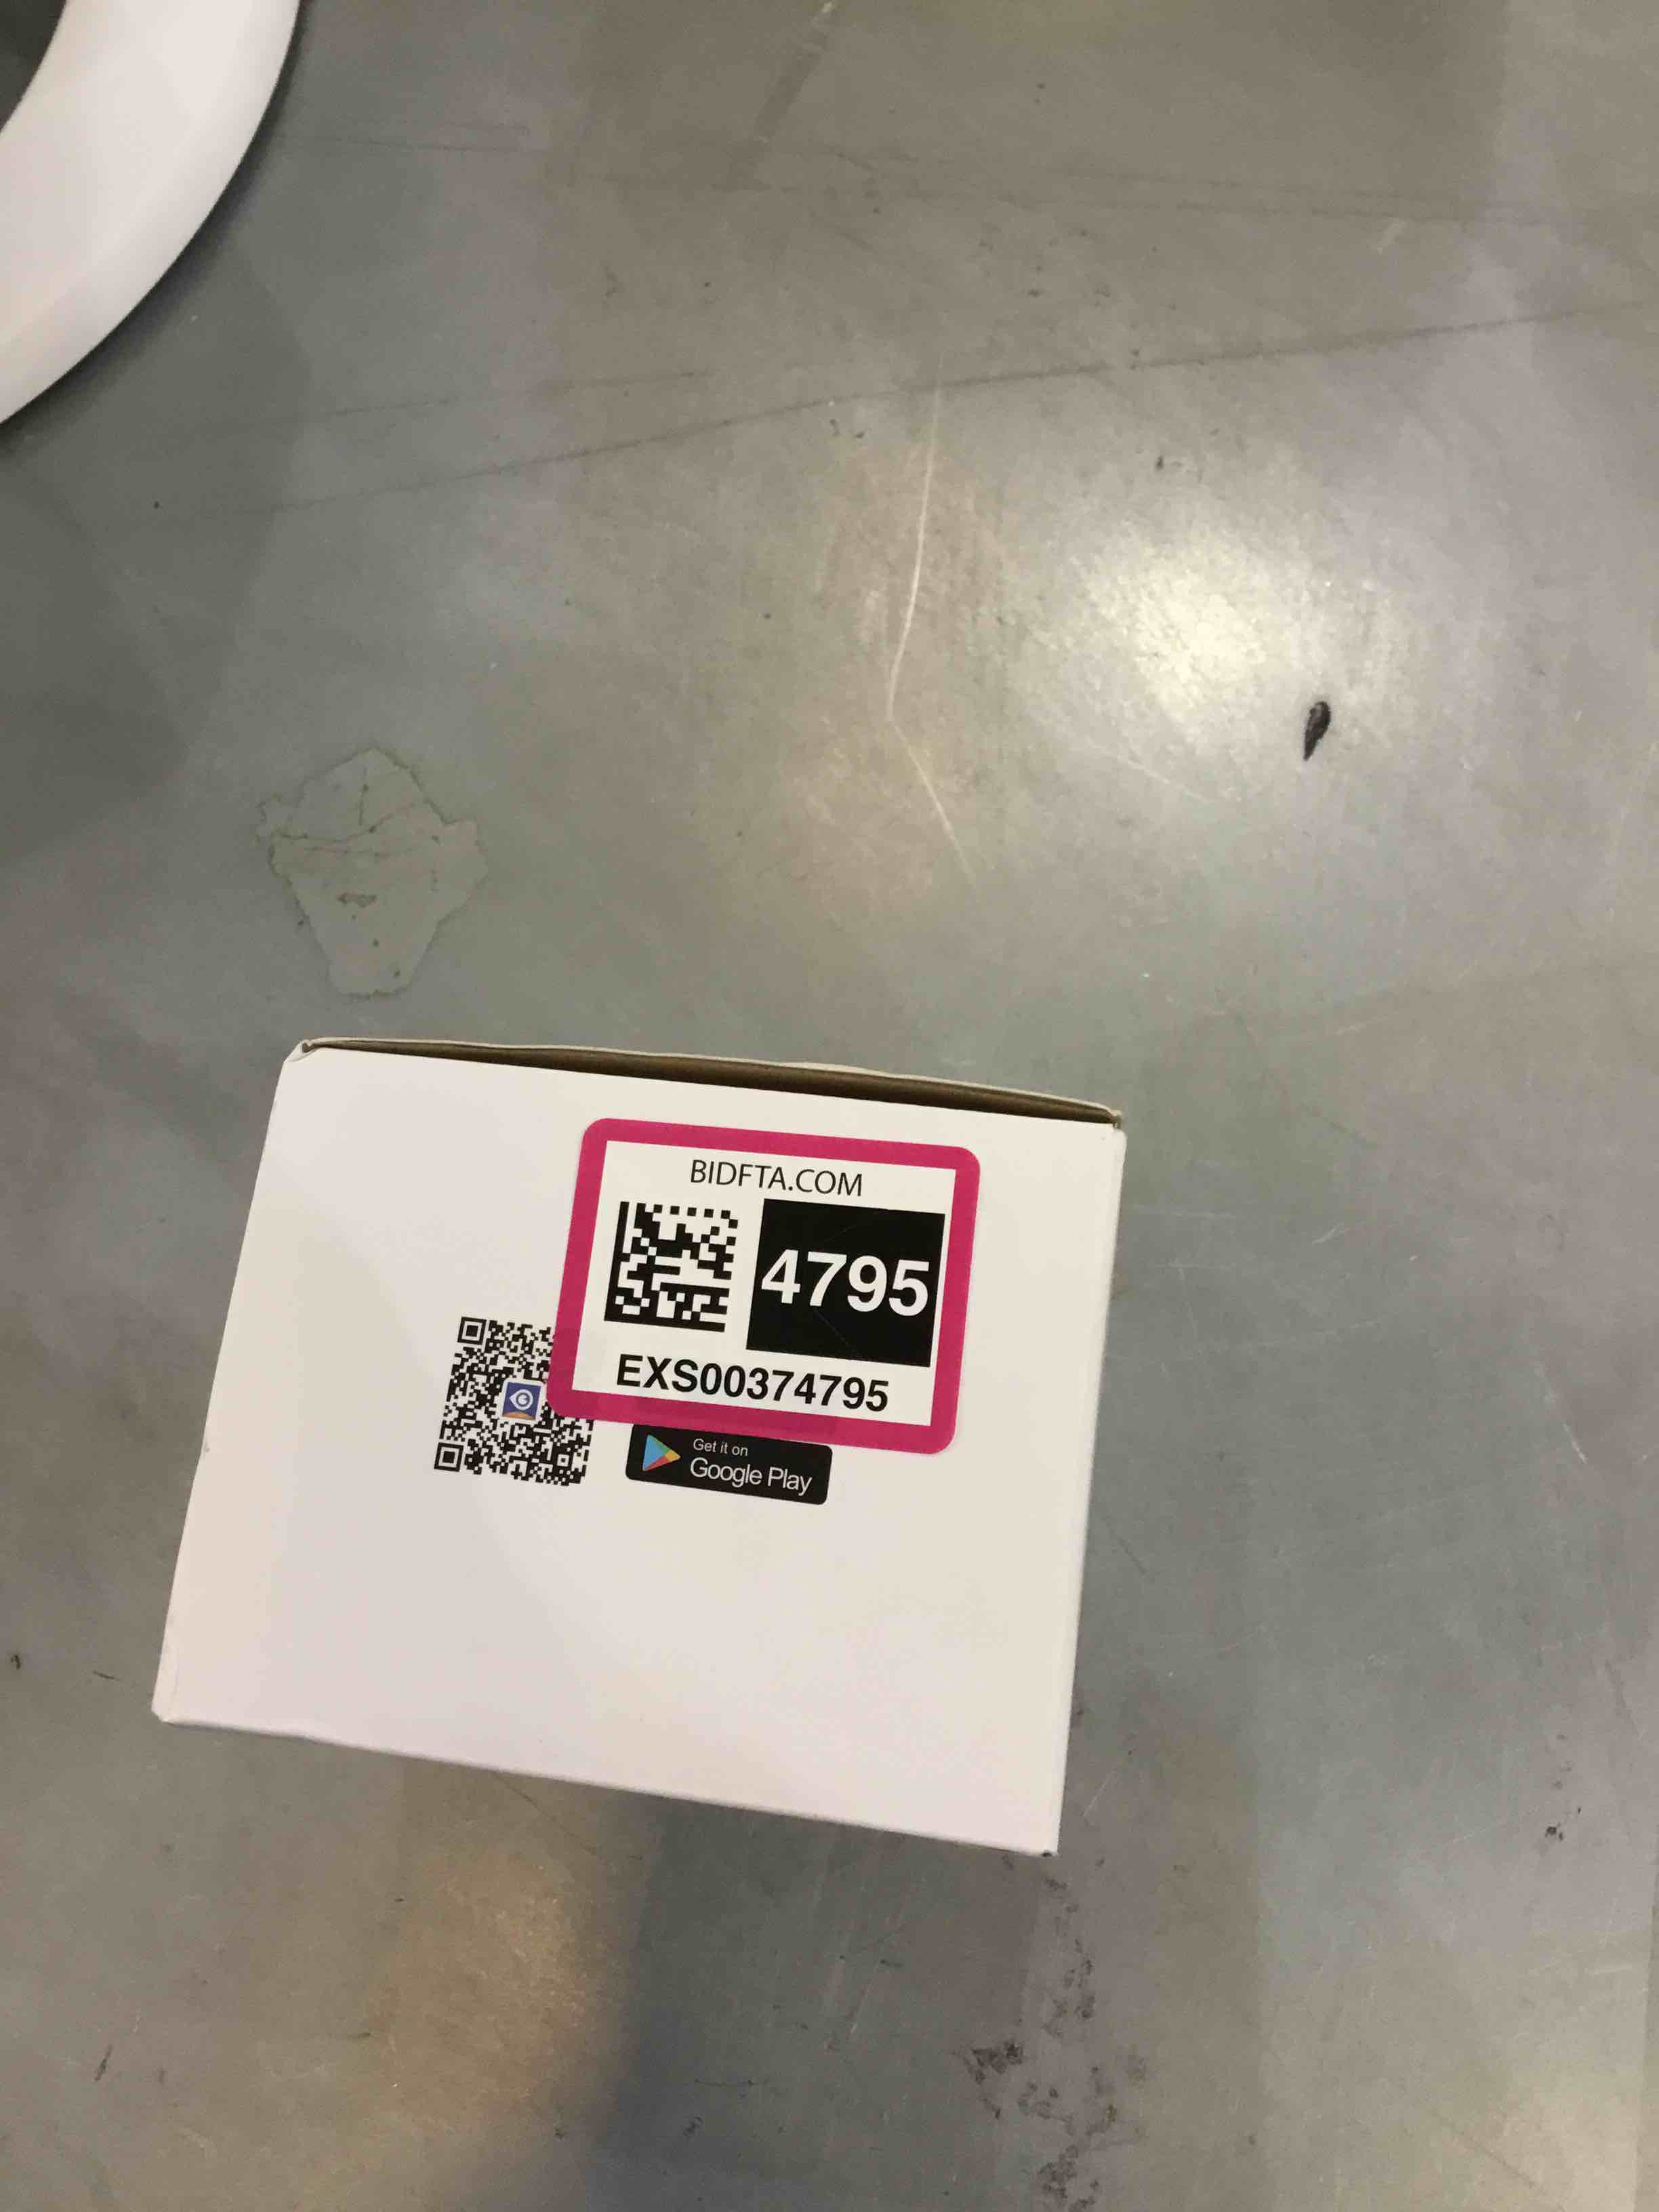 BIDFTA.COM
4795
EXS00374795
Get it on
Google Play